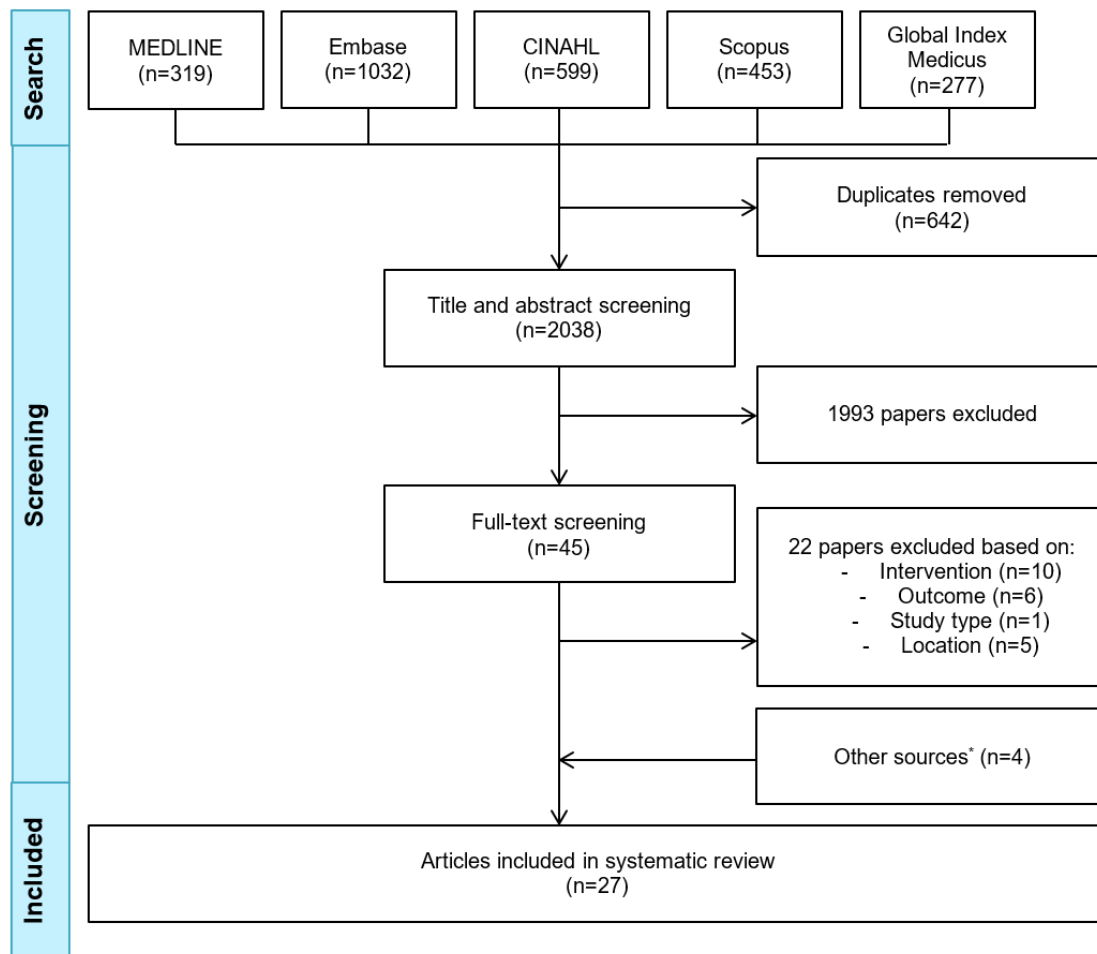 Search
MEDLINE
(n=319)
Embase
(n=1032)
CINAHL
(n=599)
Scopus
(n=453)
Global Index
Medicus
(n=277)
Screening
Duplicates removed
(n=642)
Title and abstract screening
(n=2038)
1993 papers excluded
Full-text screening
(n=45)
22 papers excluded based on:
- Intervention (n=10)
- Outcome (n=6)
- Study type (n=1)
- Location (n=5)
Other sources* (n=4)
Included
Articles included in systematic review
(n=27)